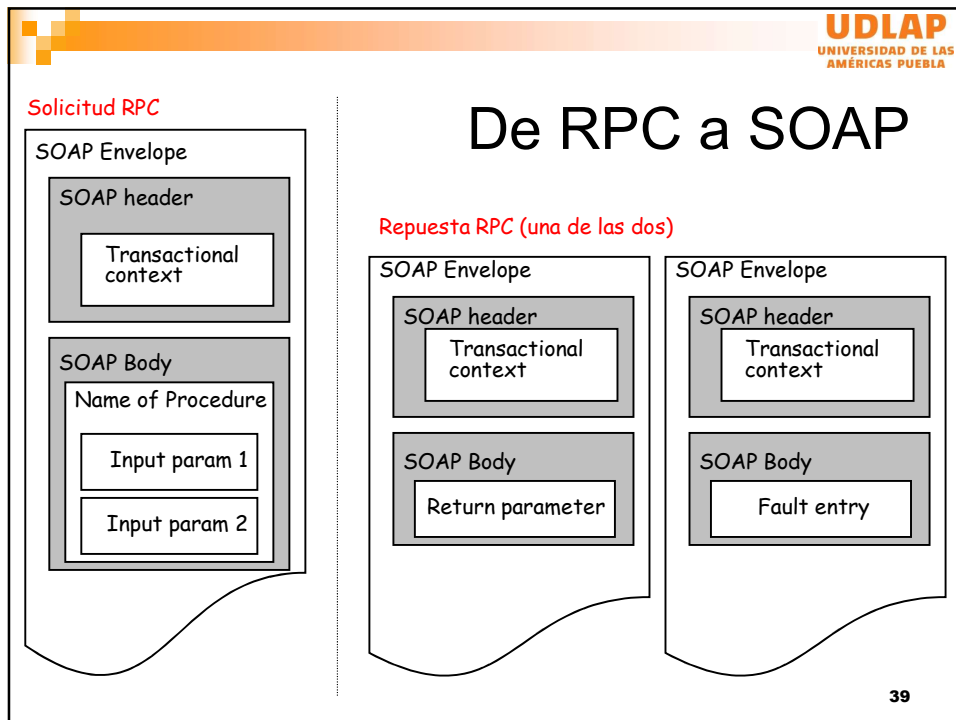 UDLAP
UNIVERSIDAD DE LAS
AMÉRICAS PUEBLA
De RPC a SOAP
Solicitud RPC
SOAP Envelope
SOAP header
Transactional
context
SOAP Body
Name of Procedure
Input param 1
Input param 2
Repuesta RPC (una de las dos)
SOAP Envelope
SOAP header
Transactional
context
SOAP Body
Return parameter
SOAP Envelope
SOAP header
Transactional
context
SOAP Body
Fault entry
39